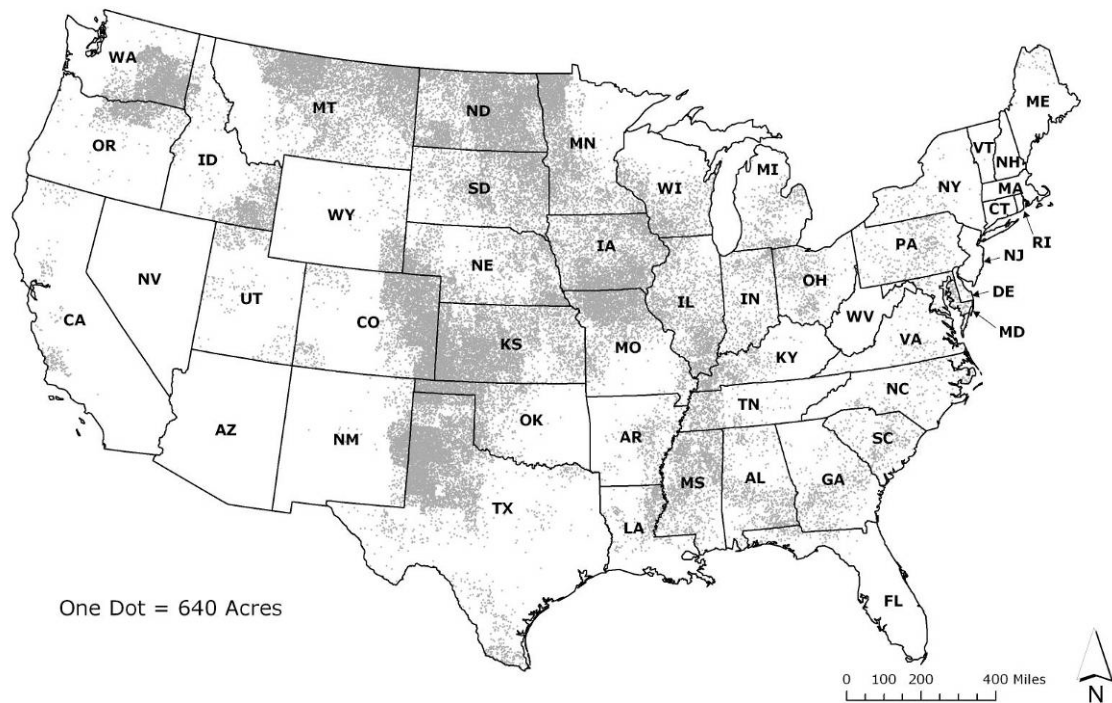 WA
MT
ND
MN
ME
OR
ID
SD
WI
MI
VT
NH
NY
MA
CT
WY
RI
IA
PA
NE
NJ
NV
UT
IL
IN
OH
DE
CO
CA
WV
MD
KS
MO
VA
KY
NC
TN
OK
AZ
NM
AR
SC
MS
AL
GA
TX
LA
FL
One Dot = 640 Acres
0 100 200 400 Miles
N